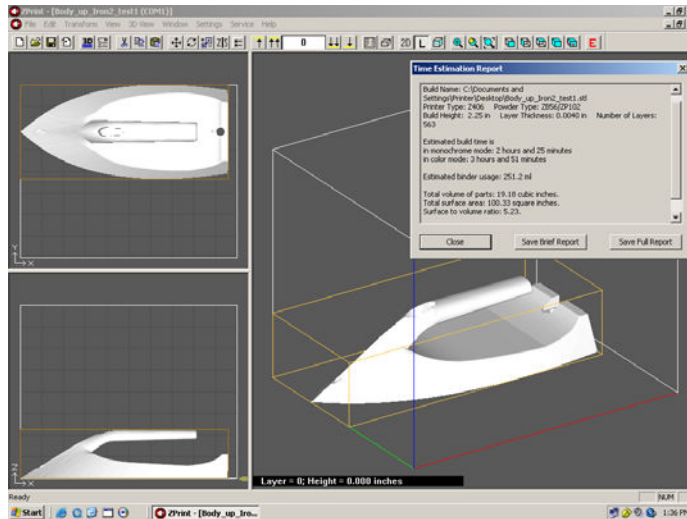 ZPrint - [Body_up_Iron2_test1 (COM1)]
File Edit Transform View 3D View Window Settings Service Help
0
2D L
E
Time Estimation Report
Build Name: C:\Documents and
Settings\Printer\Desktop\Body_up_Iron2_test1.stl
Printer Type: Z406 Powder Type: ZB56/ZP102
Build Height: 2.25 in Layer Thickness: 0.0040 in Number of Layers:
563
Estimated build time is
in monochrome mode: 2 hours and 25 minutes
in color mode: 3 hours and 51 minutes
Estimated binder usage: 251.2 ml
Total volume of parts: 19.18 cubic inches.
Total surface area: 100.33 square inches.
Surface to volume ratio: 5.23.
Close
Save Brief Report
Save Full Report
Y
X
Z
X
Layer = 0; Height = 0.000 inches
Ready
NUM
Start
ZPrint - [Body_up_Iro...
1:36 PM